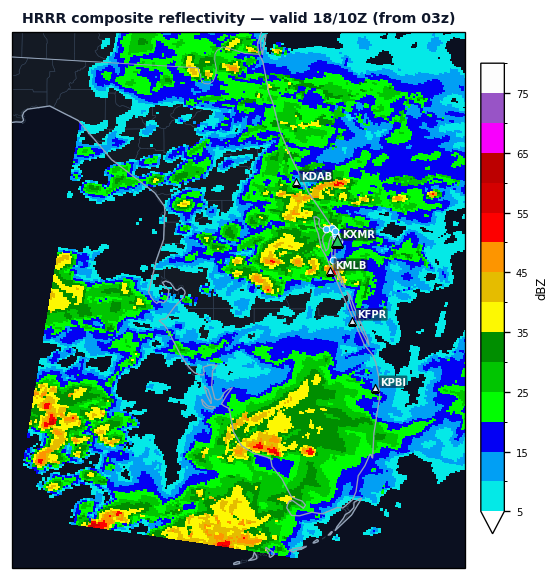 HRRR composite reflectivity — valid 18/10Z (from 03z)
KDAB
KXMR
KMLB
KFPR
KPBI
75
65
55
45
35
25
15
5
dBZ